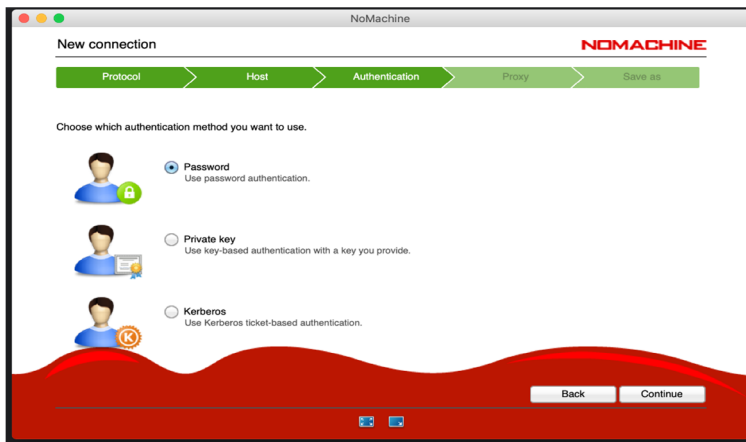 NoMachine
New connection
NOMACHINE
Protocol
Host
Authentication
Proxy
Save as
Choose which authentication method you want to use.
Password
Use password authentication.
Private key
Use key-based authentication with a key you provide.
Kerberos
Use Kerberos ticket-based authentication.
K
Back
Continue